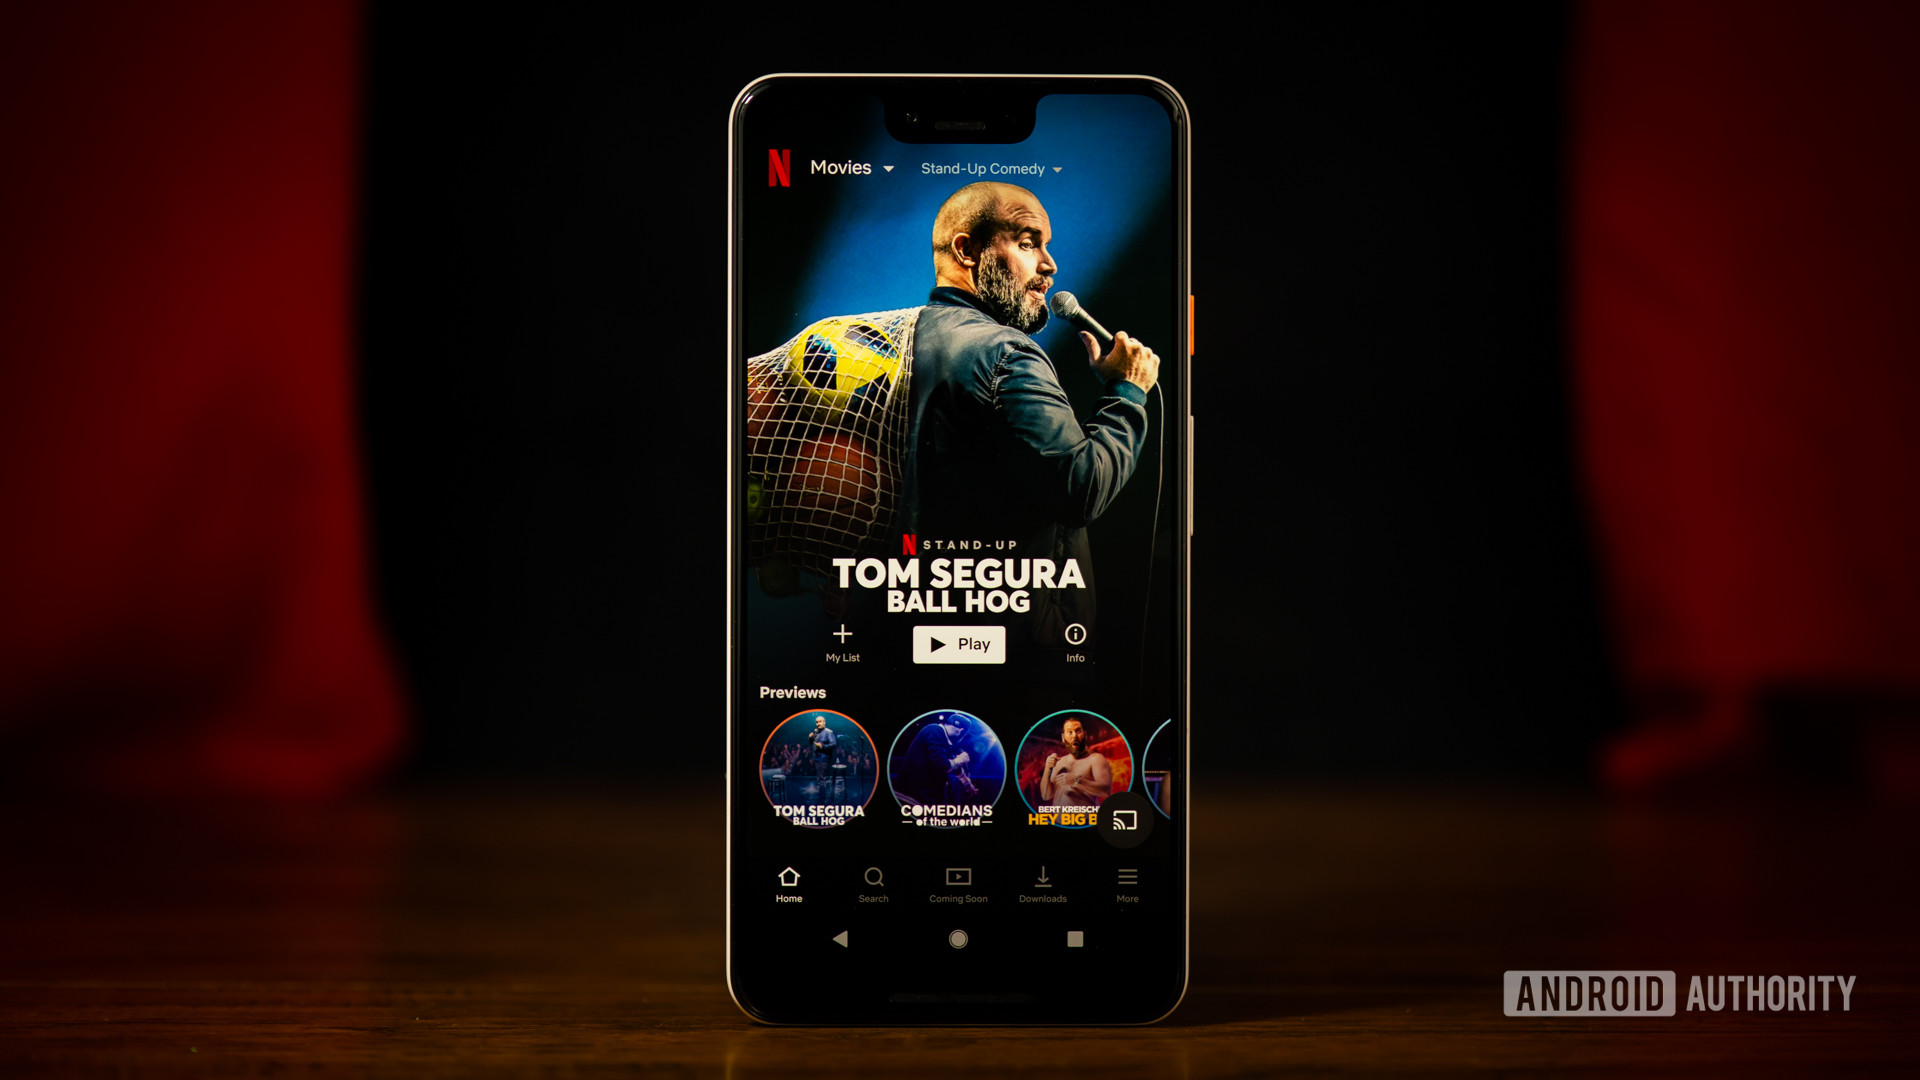 N Movies Stand-Up Comedy
N STAND-UP
TOM SEGURA
BALL HOG
My List
Play
Info
Previews
TOM SEGURA
BALL HOG
COMEDIANS
of the world
BERT KREISCH
HEY BIG B
Home
Search
Coming Soon
Downloads
More
ANDROID AUTHORITY